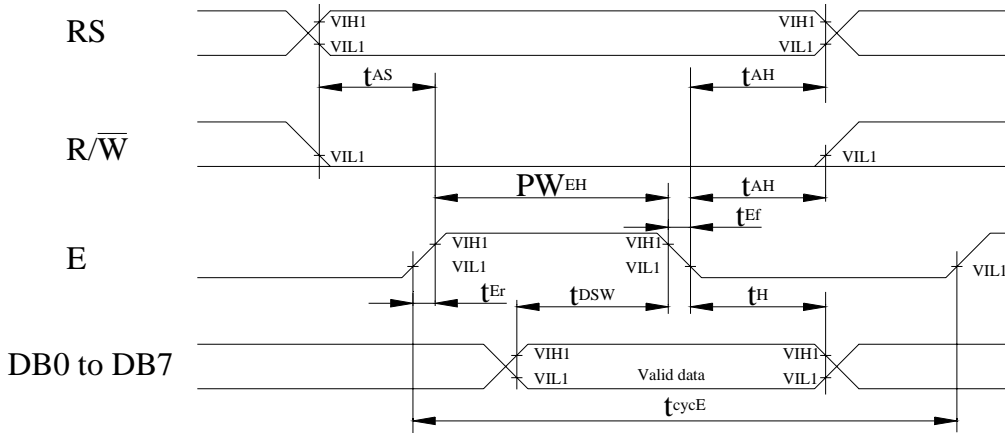 RS
VIH1
VIL1
VIH1
VIL1
tAS
tAH
R/W̅
VIL1
VIL1
PWEH
tAH
tEf
E
VIH1
VIL1
VIH1
VIL1
VIL1
tEr
tDSW
tH
DB0 to DB7
VIH1
VIL1
Valid data
VIH1
VIL1
tcycE